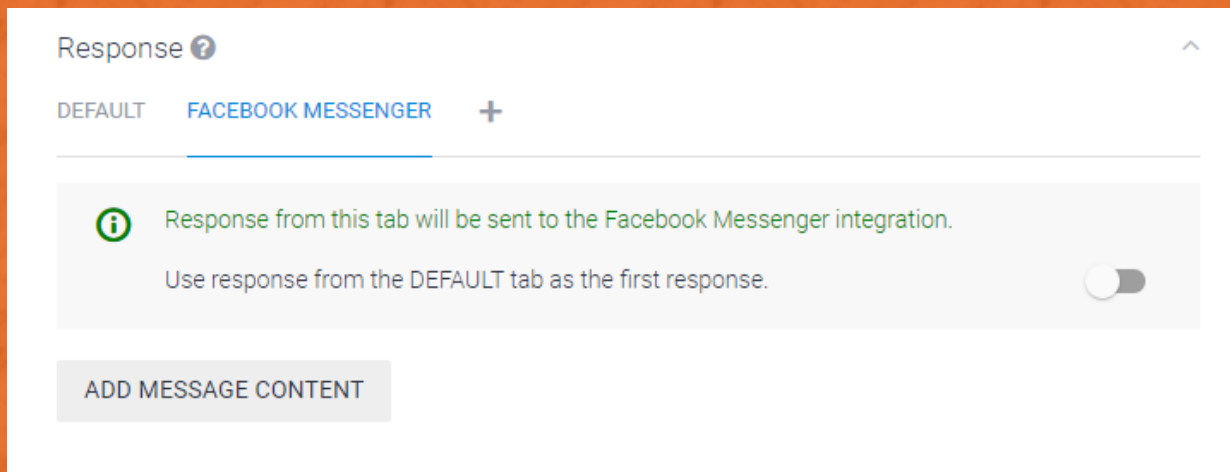 Response
DEFAULT FACEBOOK MESSENGER +
Response from this tab will be sent to the Facebook Messenger integration.
Use response from the DEFAULT tab as the first response.
ADD MESSAGE CONTENT